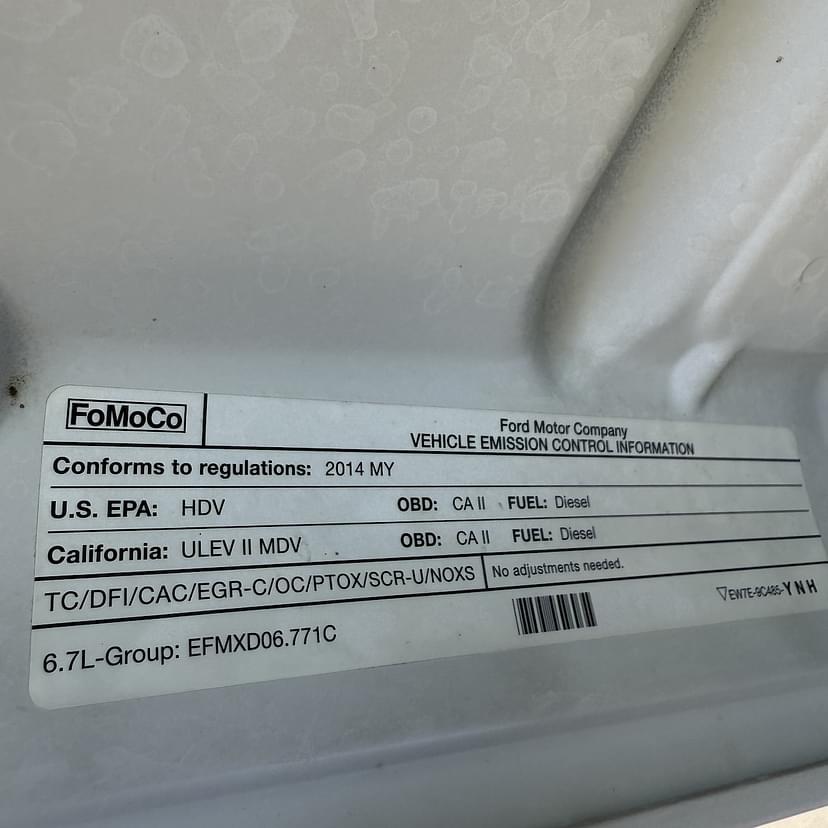 FoMoCo
Ford Motor Company
VEHICLE EMISSION CONTROL INFORMATION
Conforms to regulations: 2014 MY
U.S. EPA: HDV OBD: CA II FUEL: Diesel
California: ULEV II MDV OBD: CA II FUEL: Diesel
TC/DFI/CAC/EGR-C/OC/PTOX/SCR-U/NOXS No adjustments needed.
6.7L-Group: EFMXD06.771C
EW7E-9C485-YNH